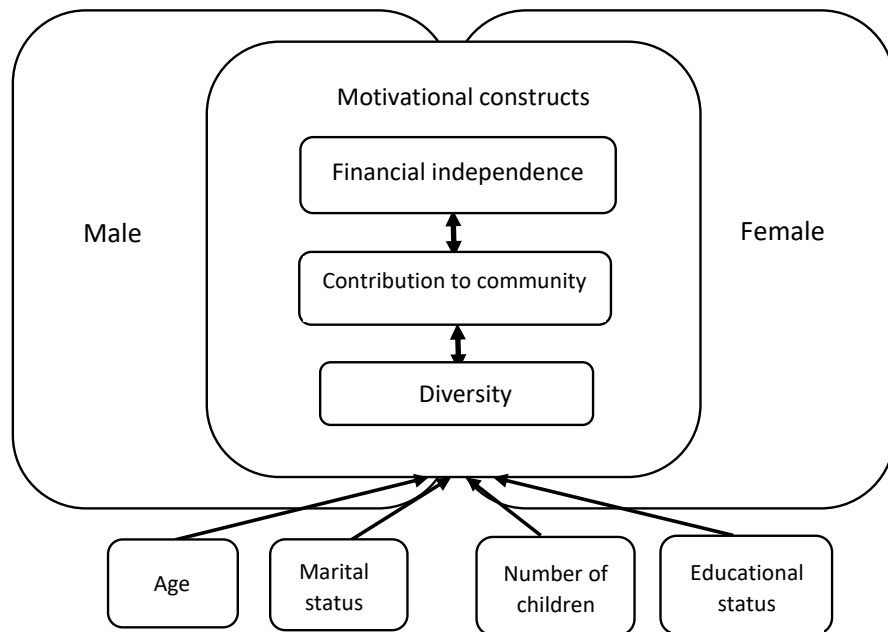 Motivational constructs
Financial independence
Male
Female
Contribution to community
Diversity
Age
Marital
status
Number of
children
Educational
status